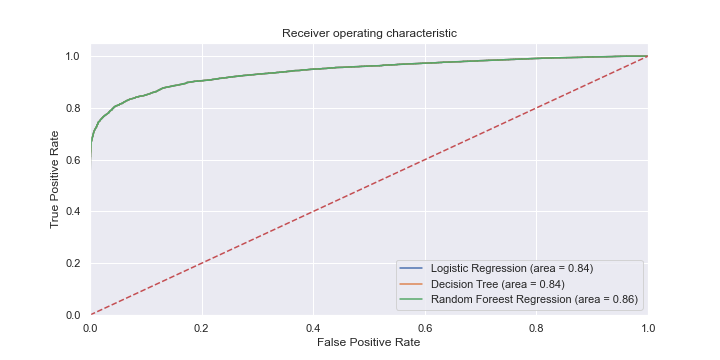 Receiver operating characteristic
1.0
0.8
0.6
0.4
0.2
0.0
True Positive Rate
Logistic Regression (area = 0.84)
Decision Tree (area = 0.84)
Random Foreest Regression (area = 0.86)
0.0 0.2 0.4 0.6 0.8 1.0
False Positive Rate